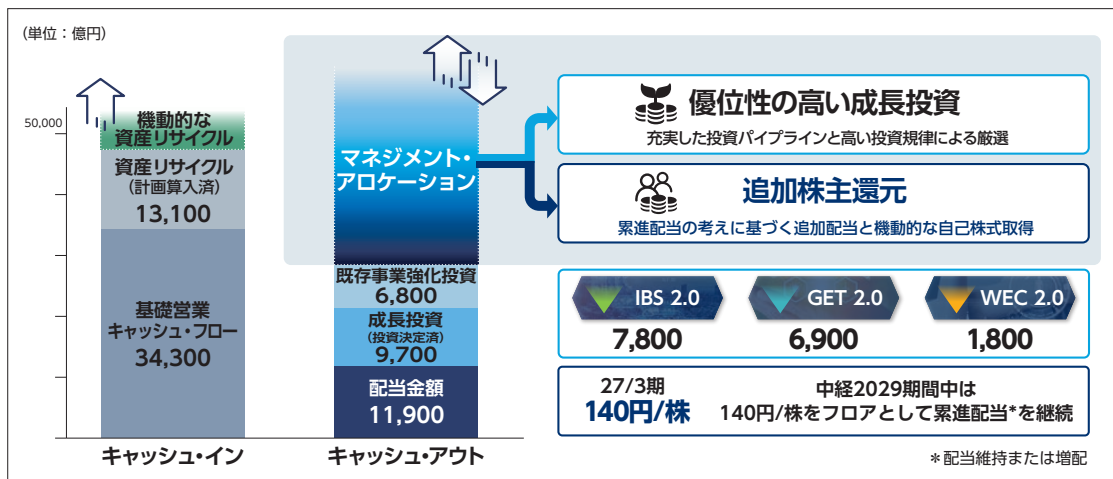 (単位：億円)
50,000
機動的な
資産リサイクル
資産リサイクル
(計画算入済)
13,100
基礎営業
キャッシュ・フロー
34,300
キャッシュ・イン
マネジメント・
アロケーション
既存事業強化投資
6,800
成長投資
(投資決定済)
9,700
配当金額
11,900
キャッシュ・アウト
優位性の高い成長投資
充実した投資パイプラインと高い投資規律による厳選
追加株主還元
累進配当の考えに基づく追加配当と機動的な自己株式取得
IBS 2.0
GET 2.0
WEC 2.0
7,800
6,900
1,800
27/3期
140円/株
中経2029期間中は
140円/株をフロアとして累進配当*を継続
＊配当維持または増配